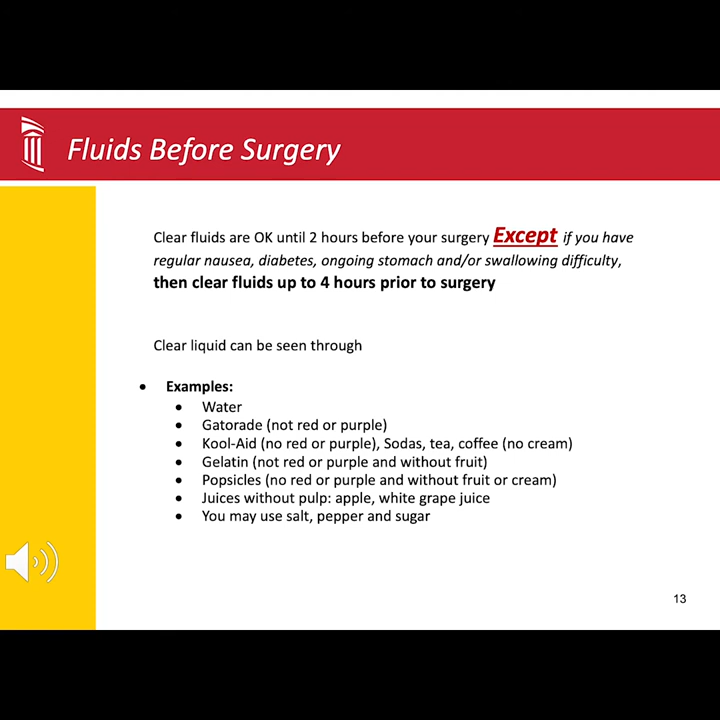 Fluids Before Surgery
Clear fluids are OK until 2 hours before your surgery Except if you have
regular nausea, diabetes, ongoing stomach and/or swallowing difficulty,
then clear fluids up to 4 hours prior to surgery
Clear liquid can be seen through
• Examples:
• Water
• Gatorade (not red or purple)
• Kool-Aid (no red or purple), Sodas, tea, coffee (no cream)
• Gelatin (not red or purple and without fruit)
• Popsicles (no red or purple and without fruit or cream)
• Juices without pulp: apple, white grape juice
• You may use salt, pepper and sugar
13